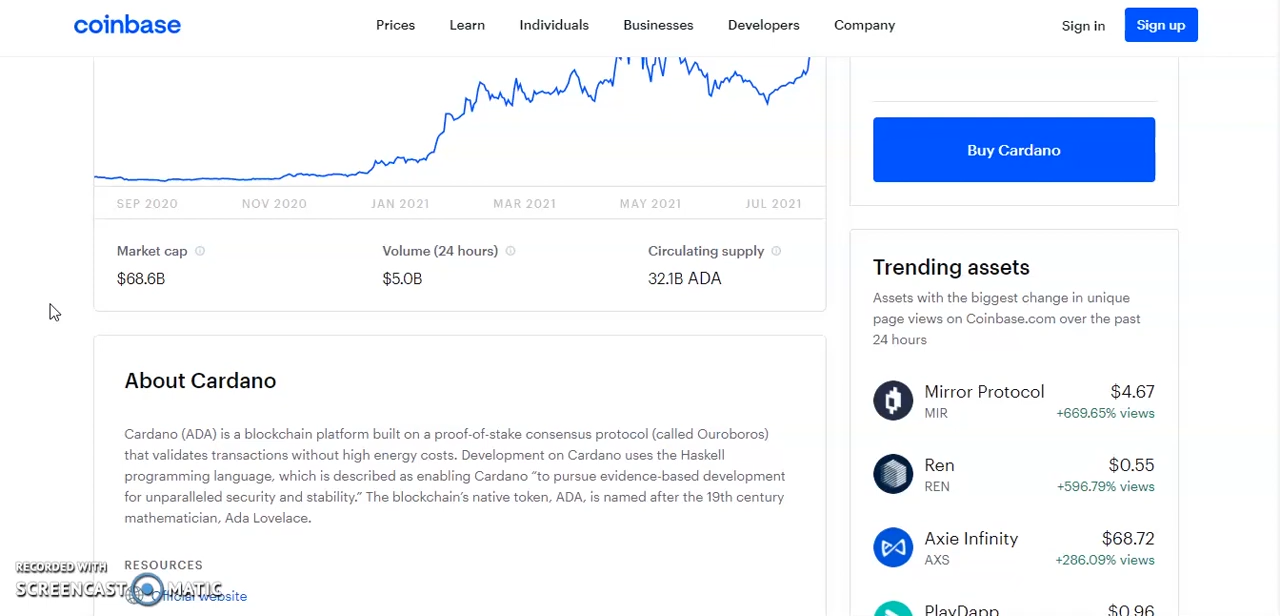 coinbase
Prices Learn Individuals Businesses Developers Company
Sign in Sign up
Buy Cardano
SEP 2020 NOV 2020 JAN 2021 MAR 2021 MAY 2021 JUL 2021
Market cap Volume (24 hours) Circulating supply
$68.6B $5.0B 32.1B ADA
About Cardano
Cardano (ADA) is a blockchain platform built on a proof-of-stake consensus protocol (called Ouroboros)
that validates transactions without high energy costs. Development on Cardano uses the Haskell
programming language, which is described as enabling Cardano “to pursue evidence-based development
for unparalleled security and stability.” The blockchain’s native token, ADA, is named after the 19th century
mathematician, Ada Lovelace.
RESOURCES
Official website
Trending assets
Assets with the biggest change in unique
page views on Coinbase.com over the past
24 hours
Mirror Protocol $4.67
MIR +669.65% views
Ren $0.55
REN +596.79% views
Axie Infinity $68.72
AXS +286.09% views
PlayDapp $0.96
RECORDED WITH
SCREENCAST MATIC